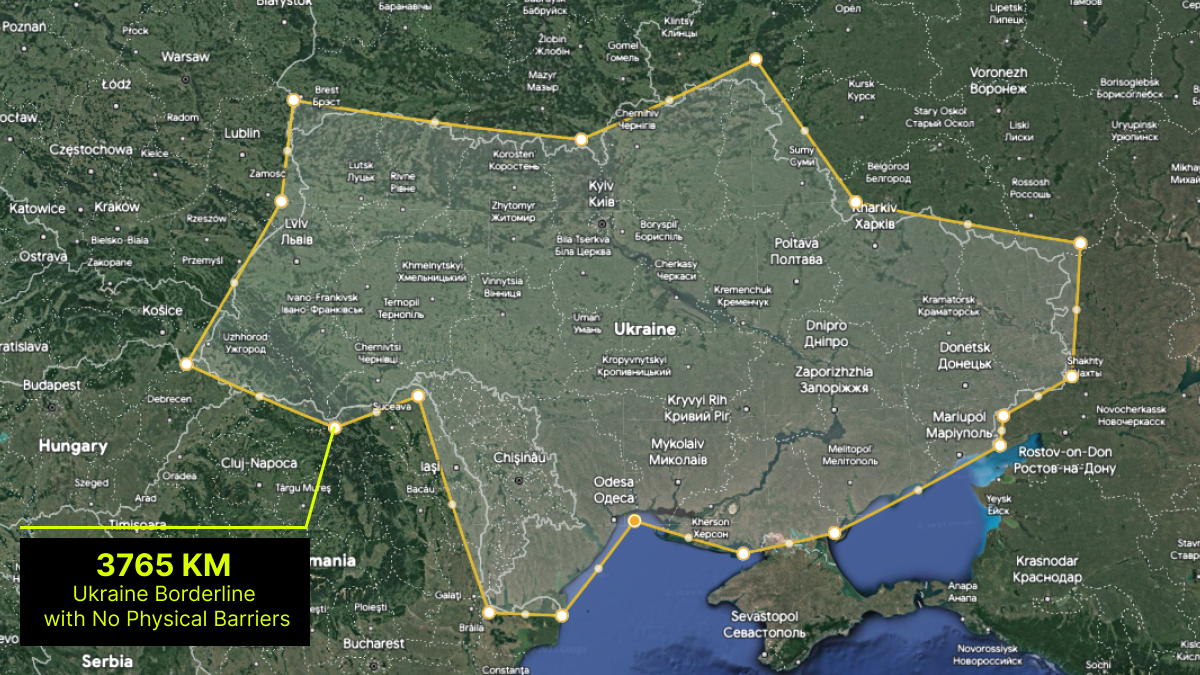 Białystok
Баранавічы
Бабруйск
Poznań
Płock
Warsaw
Łódź
Brest
Брэст
Radom
Lublin
Częstochowa
Kielce
Zamość
Katowice
Kraków
Rzeszów
Bielsko-Biala
Ostrava
Zakopane
Przemyśl
Košice
Žlobin
Жлобін
Gomel
Гомель
Mazyr
Мазыр
Klintsy
Клинцы
Орёл
Lipetsk
Липецк
Тамбов
Kursk
Курск
Voronezh
Воронеж
Borisoglebsk
Борисоглебск
Stary Oskol
Старый Оскол
Liski
Лиски
Uryupinsk
Урюпинск
Belgorod
Белгород
Rossosh
Россошь
Chernihiv
Чернігів
Sumy
Суми
Lutsk
Луцьк
Rivne
Рівне
Korosten
Коростень
Kyiv
Київ
Zhytomyr
Житомир
Boryspil
Бориспіль
Bila Tserkva
Біла Церква
Kharkiv
Харків
Poltava
Полтава
Lviv
Львів
Khmelnytskyi
Хмельницький
Vinnytsia
Вінниця
Cherkasy
Черкаси
Kremenchuk
Кременчук
Kramatorsk
Краматорськ
Ivano-Frankivsk
Івано-Франківськ
Ternopil
Тернопіль
Uman
Умань
Ukraine
Dnipro
Дніпро
Uzhhorod
Ужгород
Chernivtsi
Чернівці
Kropyvnytskyi
Кропивницький
Donetsk
Донецьк
Zaporizhzhia
Запоріжжя
Shakhty
Шахты
Budapest
Debrecen
Suceava
Kryvyi Rih
Кривий Ріг
Mariupol
Маріуполь
Novocherkassk
Новочеркасск
Hungary
Oradea
Cluj-Napoca
Iași
Chișinău
Mykolaiv
Миколаїв
Melitopol
Мелітополь
Rostov-on-Don
Ростов-на-Дону
Szeged
Arad
Târgu Mureș
Bacău
Odesa
Одеса
Kherson
Херсон
Yeysk
Ейск
Timișoara
3765 KM
Ukraine Borderline
with No Physical Barriers
Ploiești
Galați
Brăila
Bucharest
Serbia
Constanța
Sevastopol
Севастополь
Krasnodar
Краснодар
Anapa
Анапа
Novorossiysk
Новороссийск
Sochi